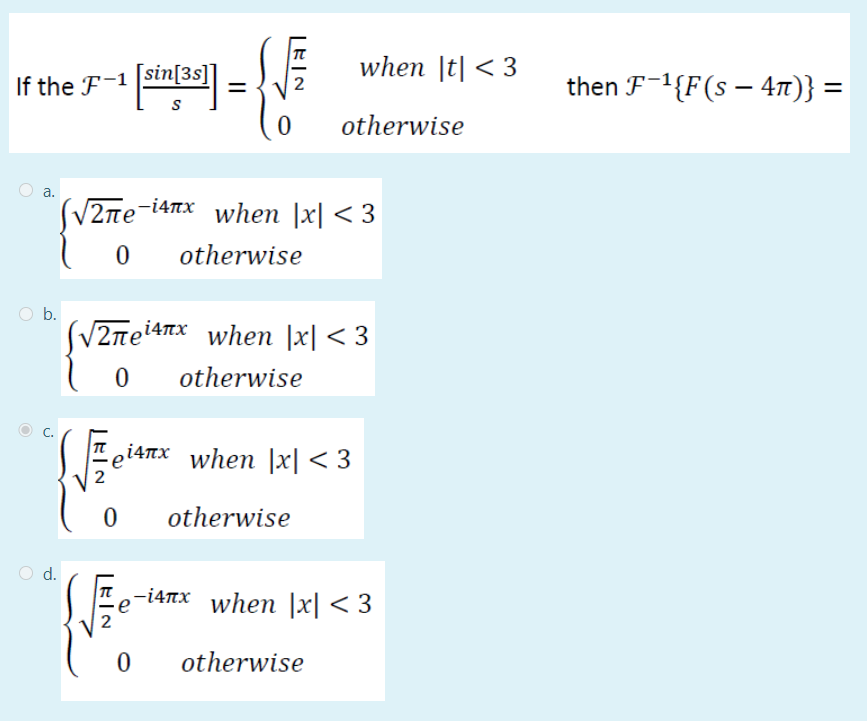 If the ℱ⁻¹ [sin[3s]/s] = { √(π/2) when |t| < 3
0 otherwise
then ℱ⁻¹{F(s − 4π)} =
a.
{ √2π e^(−i4πx) when |x| < 3
0 otherwise
b.
{ √2π e^(i4πx) when |x| < 3
0 otherwise
c.
{ √(π/2) e^(i4πx) when |x| < 3
0 otherwise
d.
{ √(π/2) e^(−i4πx) when |x| < 3
0 otherwise